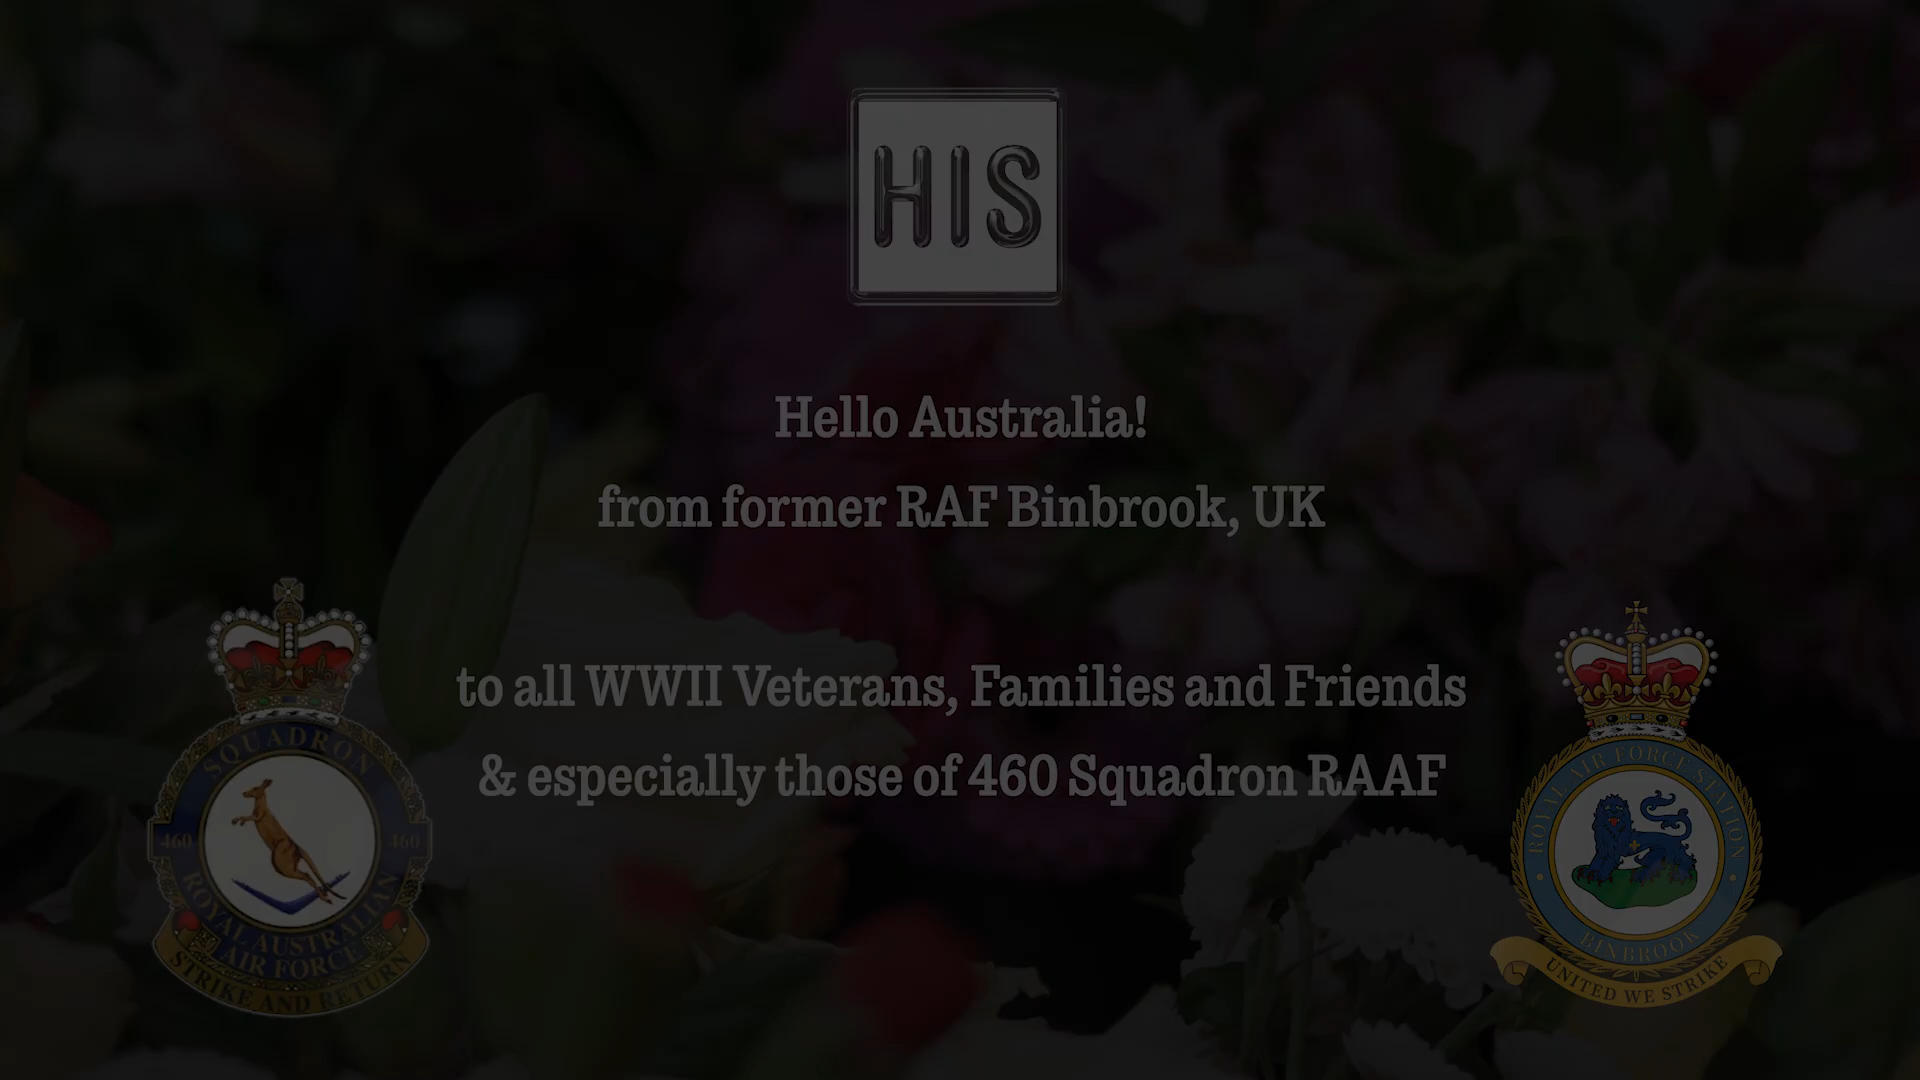 HIS
Hello Australia!
from former RAF Binbrook, UK
to all WWII Veterans, Families and Friends
& especially those of 460 Squadron RAAF
SQUADRON
460 460
ROYAL AUSTRALIAN
AIR FORCE
STRIKE AND RETURN
ROYAL AIR FORCE STATION
BINBROOK
UNITED WE STRIKE